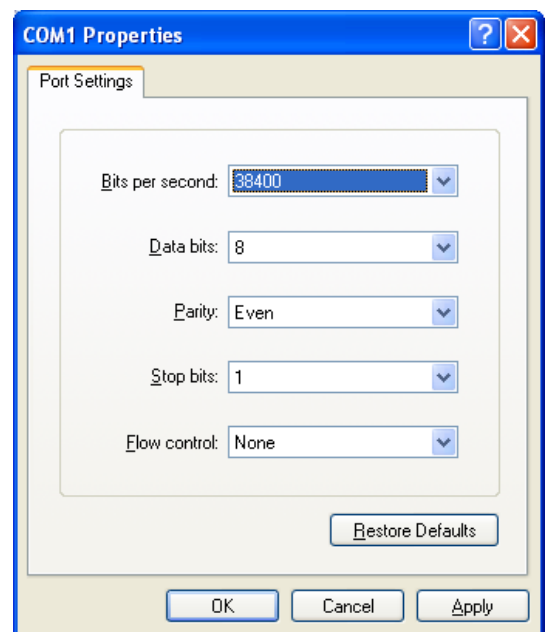 COM1 Properties
Port Settings
Bits per second: 38400
Data bits: 8
Parity: Even
Stop bits: 1
Flow control: None
Restore Defaults
OK Cancel Apply